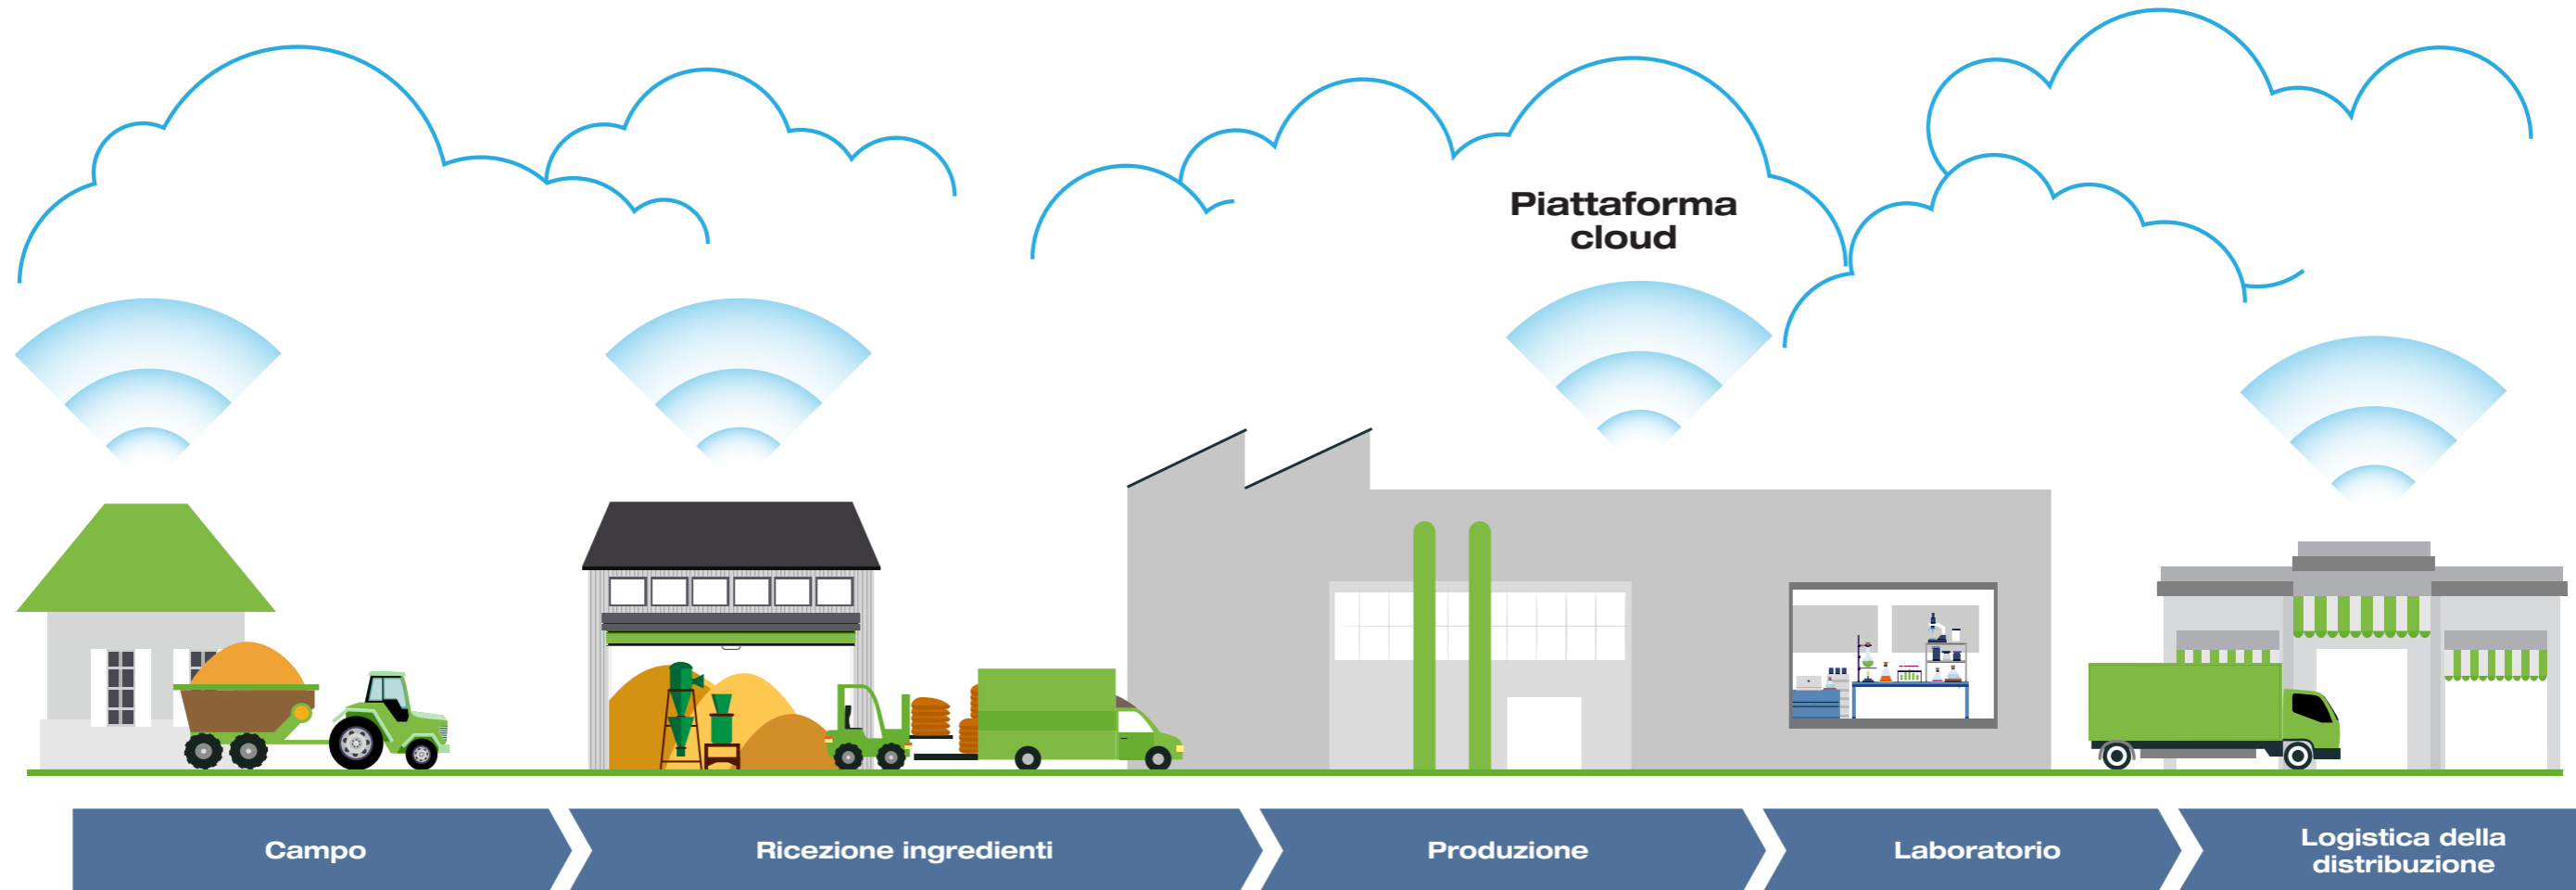 Piattaforma
cloud
Campo
Ricezione ingredienti
Produzione
Laboratorio
Logistica della
distribuzione